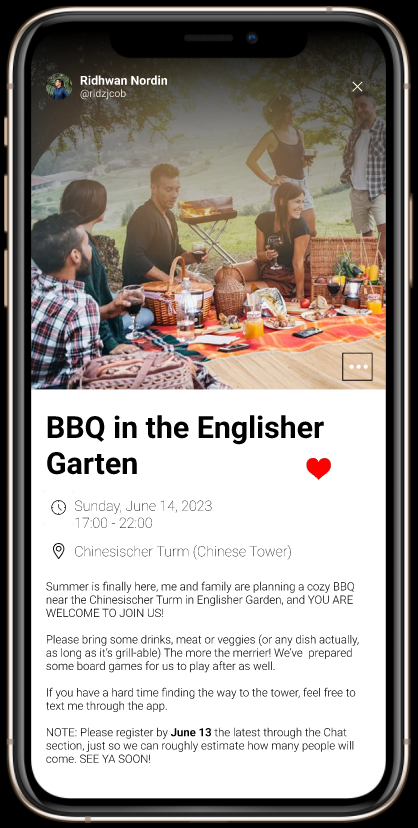 Ridhwan Nordin
@ridzjcob
BBQ in the Englisher
Garten
Sunday, June 14, 2023
17:00 - 22:00
Chinesischer Turm (Chinese Tower)
Summer is finally here, me and family are planning a cozy BBQ
near the Chinesischer Turm in Englisher Garden, and YOU ARE
WELCOME TO JOIN US!
Please bring some drinks, meat or veggies (or any dish actually,
as long as it's grill-able) The more the merrier! We've prepared
some board games for us to play after as well.
If you have a hard time finding the way to the tower, feel free to
text me through the app.
NOTE: Please register by June 13 the latest through the Chat
section, just so we can roughly estimate how many people will
come. SEE YA SOON!